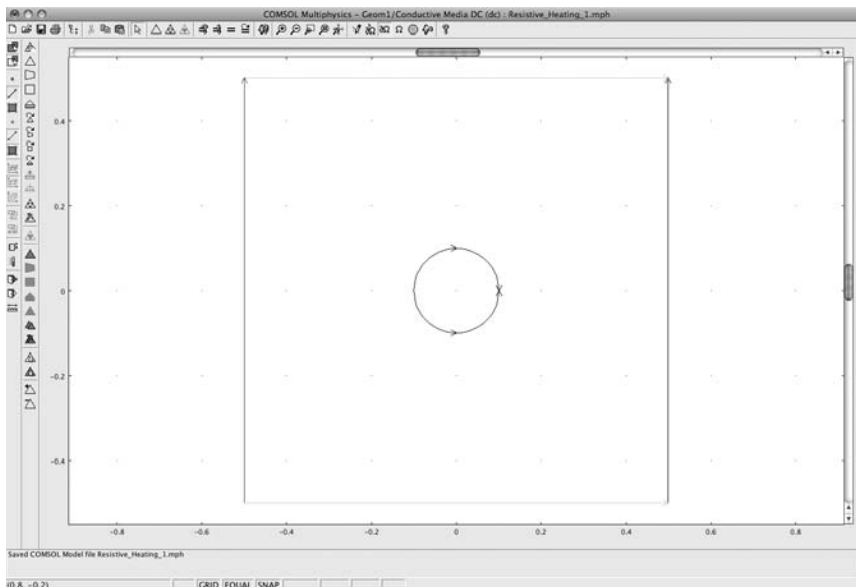 COMSOL Multiphysics - Geom1/Conductive Media DC (dc) : Resistive_Heating_1.mph
0.4
0.2
0
-0.2
-0.4
-0.8 -0.6 -0.4 -0.2 0 0.2 0.4 0.6 0.8
Saved COMSOL Model file Resistive_Heating_1.mph
(0.8, -0.2) GRID EQUAL SNAP